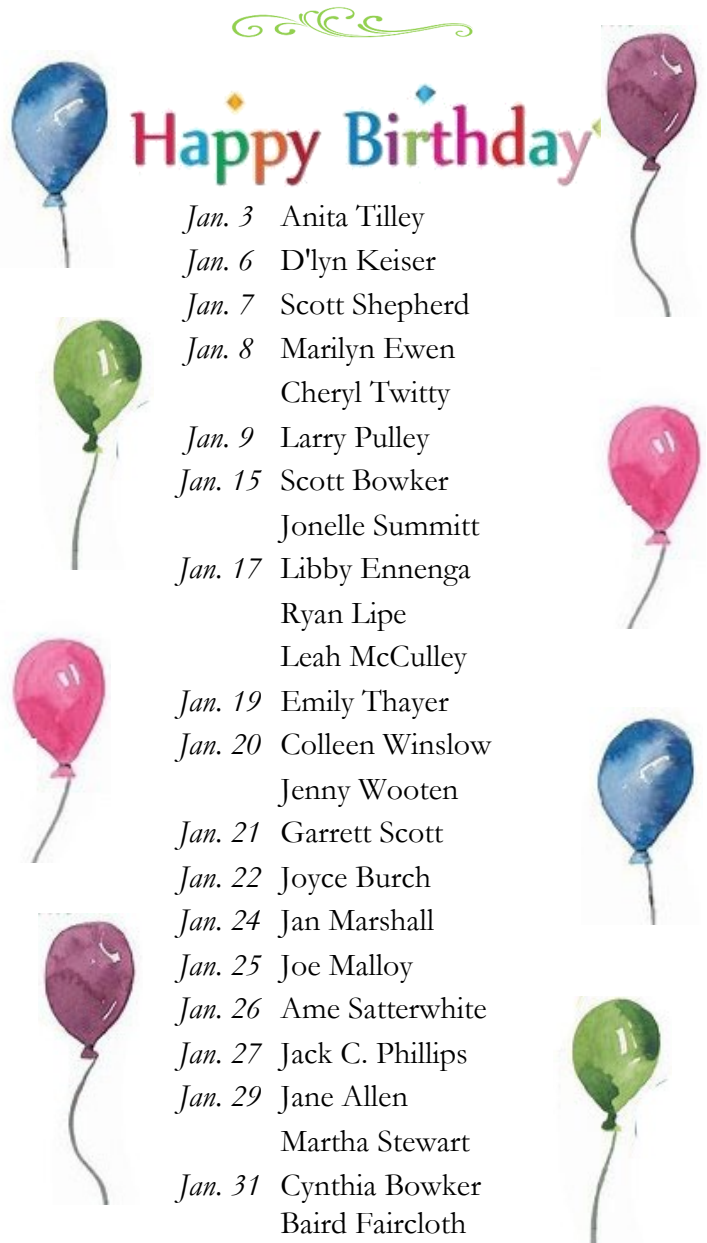 Happy Birthday
Jan. 3 Anita Tilley
Jan. 6 D'lyn Keiser
Jan. 7 Scott Shepherd
Jan. 8 Marilyn Ewen
Cheryl Twitty
Jan. 9 Larry Pulley
Jan. 15 Scott Bowker
Jonelle Summitt
Jan. 17 Libby Ennenga
Ryan Lipe
Leah McCulley
Jan. 19 Emily Thayer
Jan. 20 Colleen Winslow
Jenny Wooten
Jan. 21 Garrett Scott
Jan. 22 Joyce Burch
Jan. 24 Jan Marshall
Jan. 25 Joe Malloy
Jan. 26 Ame Satterwhite
Jan. 27 Jack C. Phillips
Jan. 29 Jane Allen
Martha Stewart
Jan. 31 Cynthia Bowker
Baird Faircloth